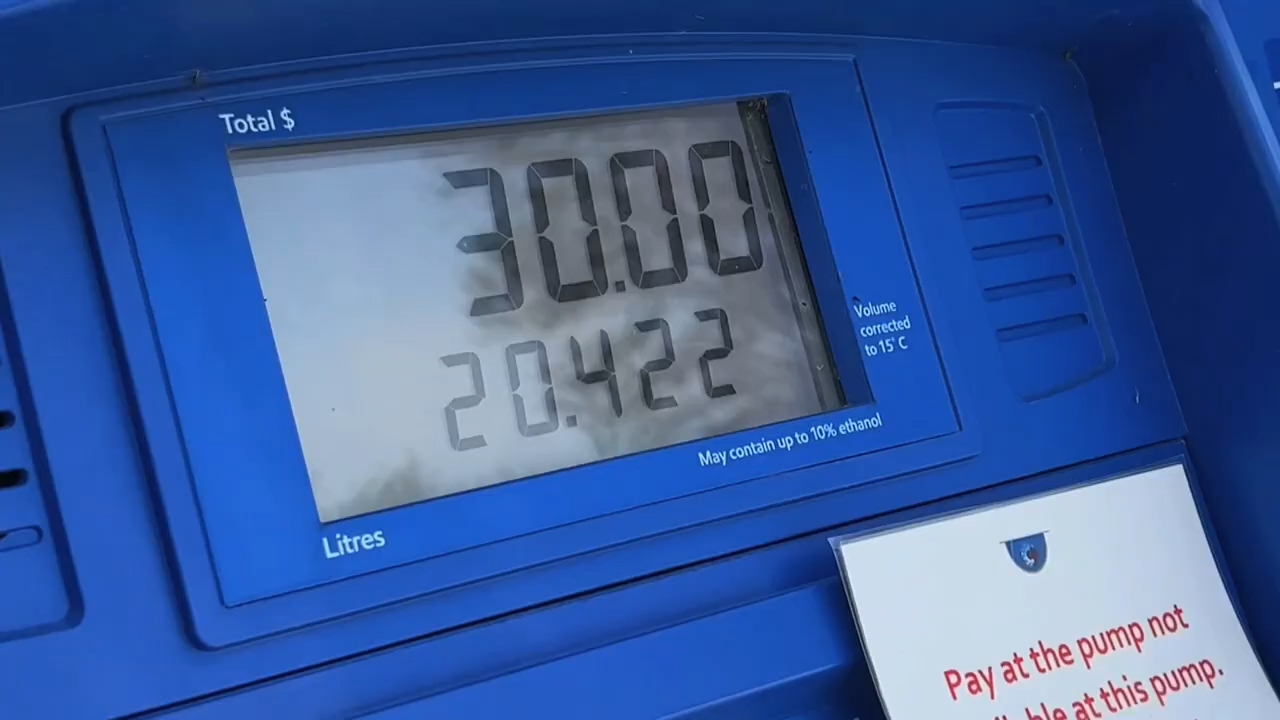 Total $
30.00
20.422
Volume
corrected
to 15°C
May contain up to 10% ethanol
Litres
Pay at the pump not
at this pump.